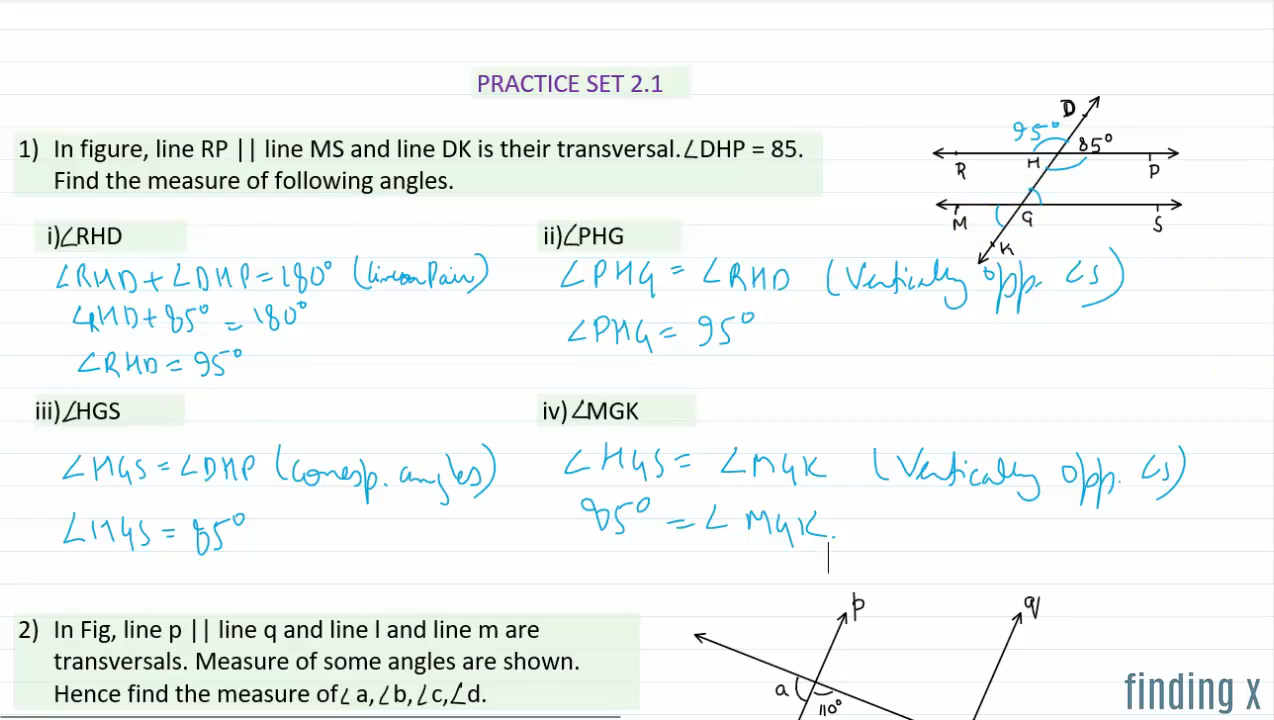 PRACTICE SET 2.1
1) In figure, line RP || line MS and line DK is their transversal.∠DHP = 85.
Find the measure of following angles.
D
95°
85°
R
H
P
M
G
S
K
i)∠RHD
∠RHD + ∠DHP = 180° (linear Pair)
∠RHD + 85° = 180°
∠RHD = 95°
ii)∠PHG
∠PHG = ∠RHD (Vertically opp. ∠s)
∠PHG = 95°
iii)∠HGS
∠HGS = ∠DHP (Corresp. angles)
∠HGS = 85°
iv)∠MGK
∠HGS = ∠MGK (Vertically opp. ∠s)
85° = ∠MGK.
2) In Fig, line p || line q and line l and line m are
transversals. Measure of some angles are shown.
Hence find the measure of∠ a,∠b,∠c,∠d.
p
q
a
110°
finding x